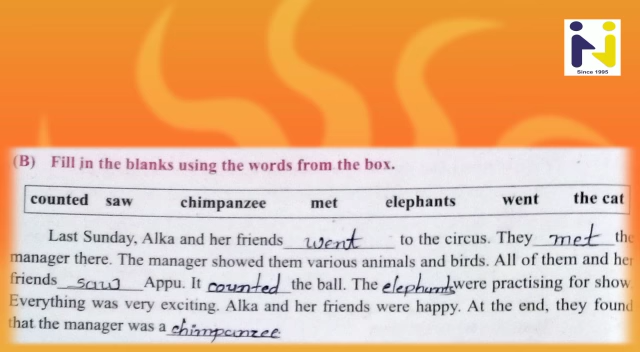 Since 1995
(B) Fill in the blanks using the words from the box.
counted saw chimpanzee met elephants went the cat
Last Sunday, Alka and her friends went to the circus. They met the
manager there. The manager showed them various animals and birds. All of them and her
friends saw Appu. It counted the ball. The elephants were practising for show
Everything was very exciting. Alka and her friends were happy. At the end, they found
that the manager was a chimpanzee